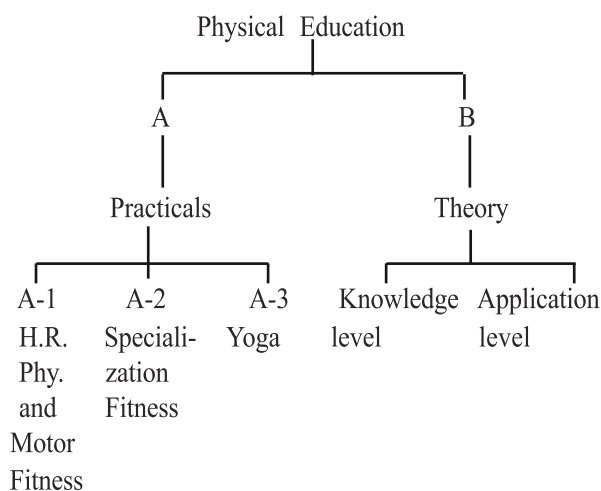 Physical Education
A
B
Practicals
Theory
A-1
H.R.
Phy.
and
Motor
Fitness
A-2
Speciali-
zation
Fitness
A-3
Yoga
Knowledge
level
Application
level